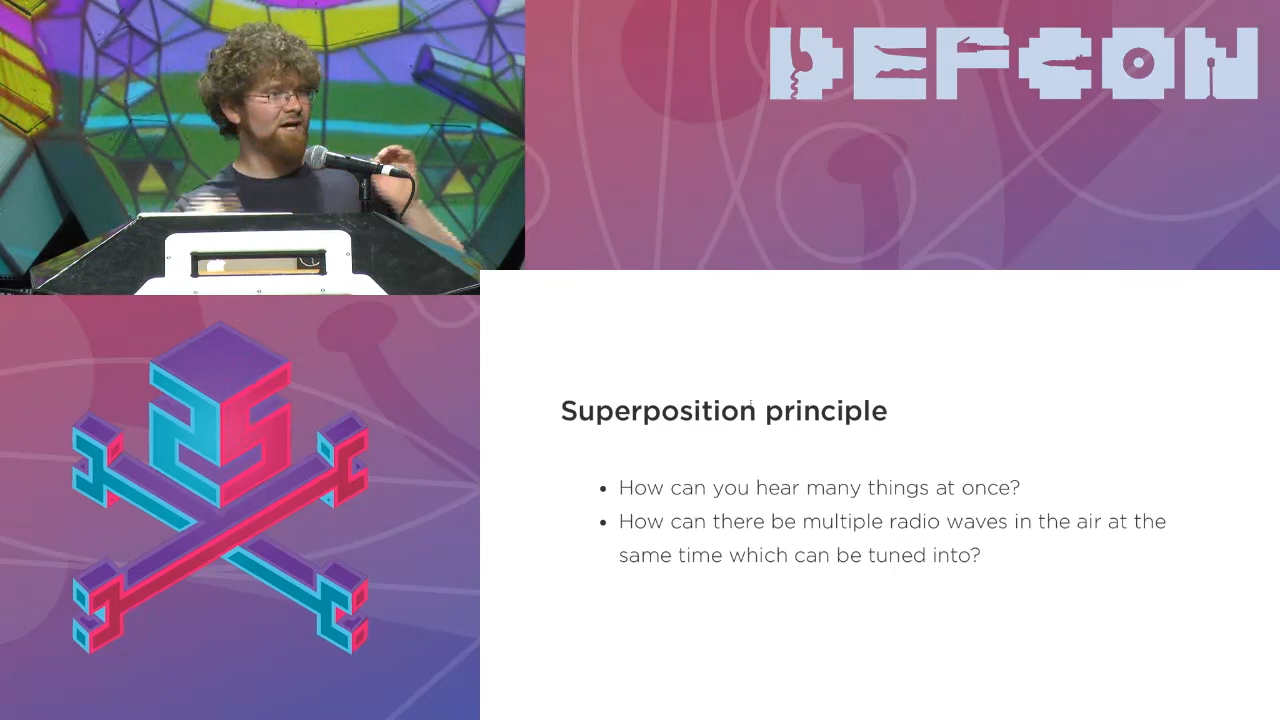 DEFCON
25
Superposition principle
• How can you hear many things at once?
• How can there be multiple radio waves in the air at the
same time which can be tuned into?